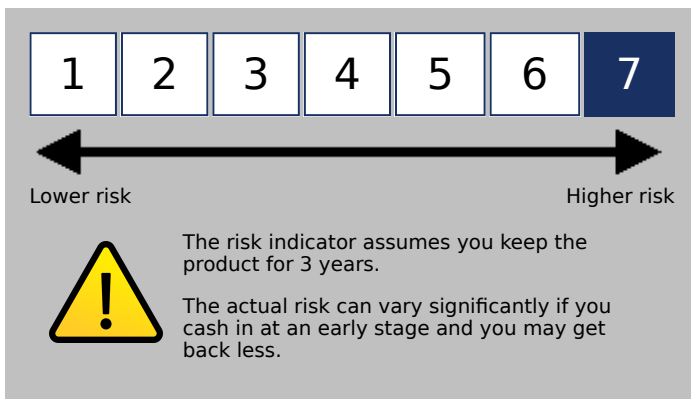 1 2 3 4 5 6 7
Lower risk Higher risk
The risk indicator assumes you keep the
product for 3 years.
The actual risk can vary significantly if you
cash in at an early stage and you may get
back less.